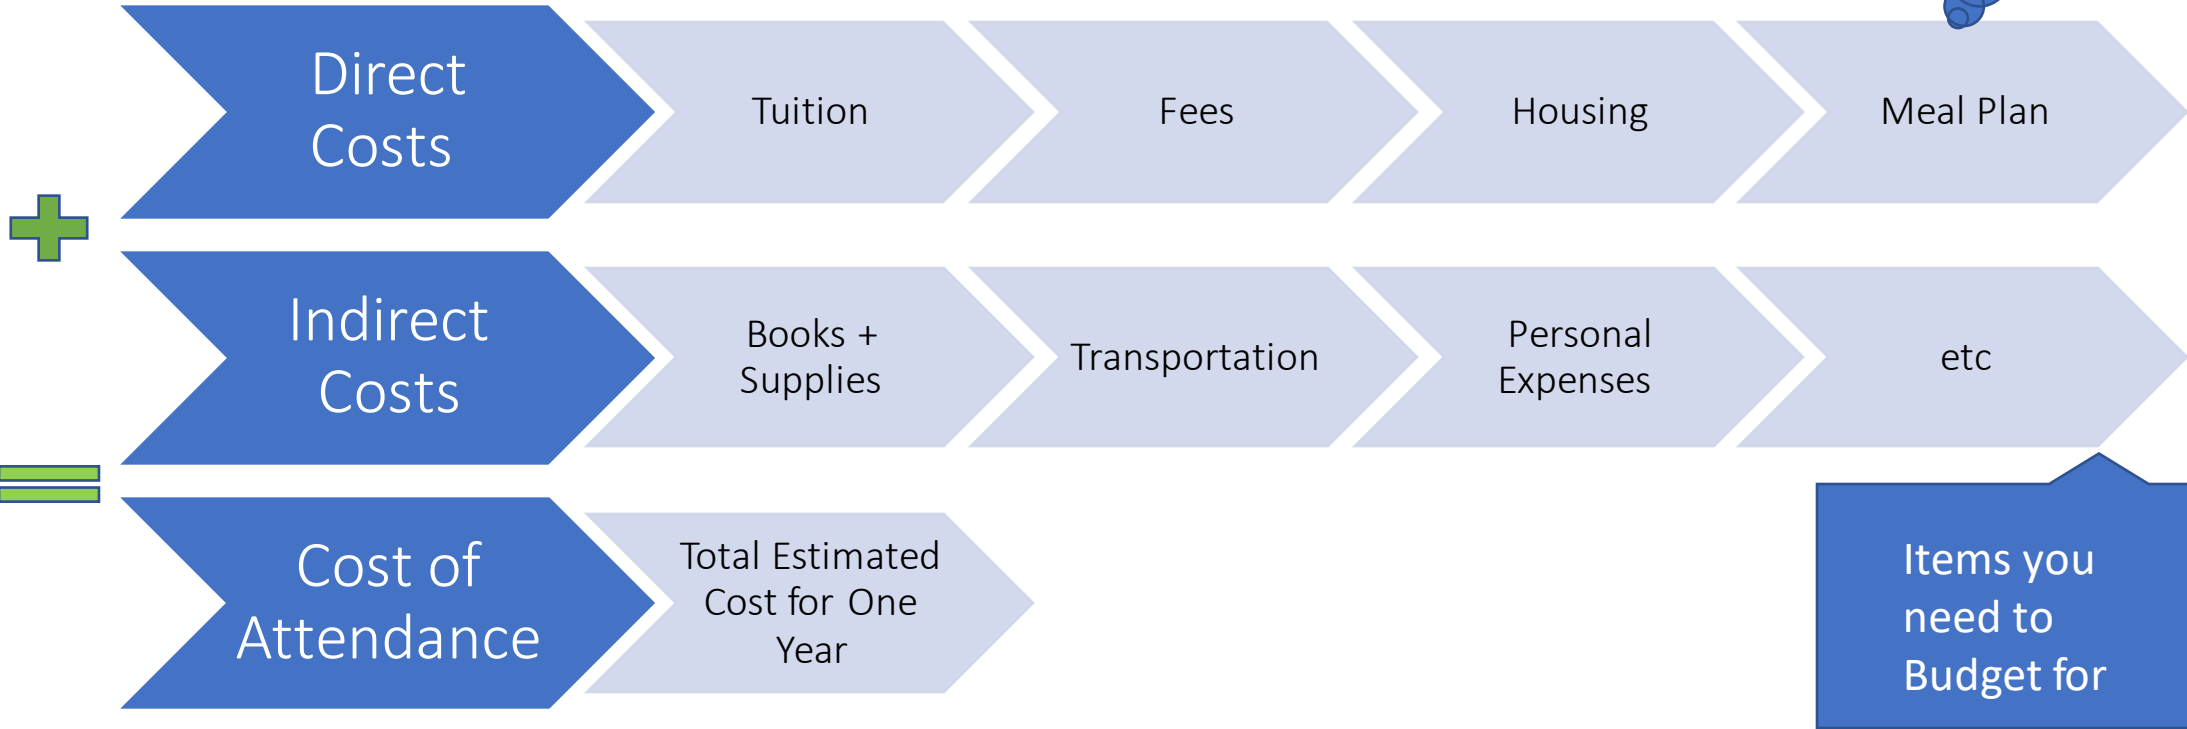 Direct
Costs
Tuition
Fees
Housing
Meal Plan
Indirect
Costs
Books +
Supplies
Transportation
Personal
Expenses
etc
Cost of
Attendance
Total Estimated
Cost for One
Year
Items you
need to
Budget for